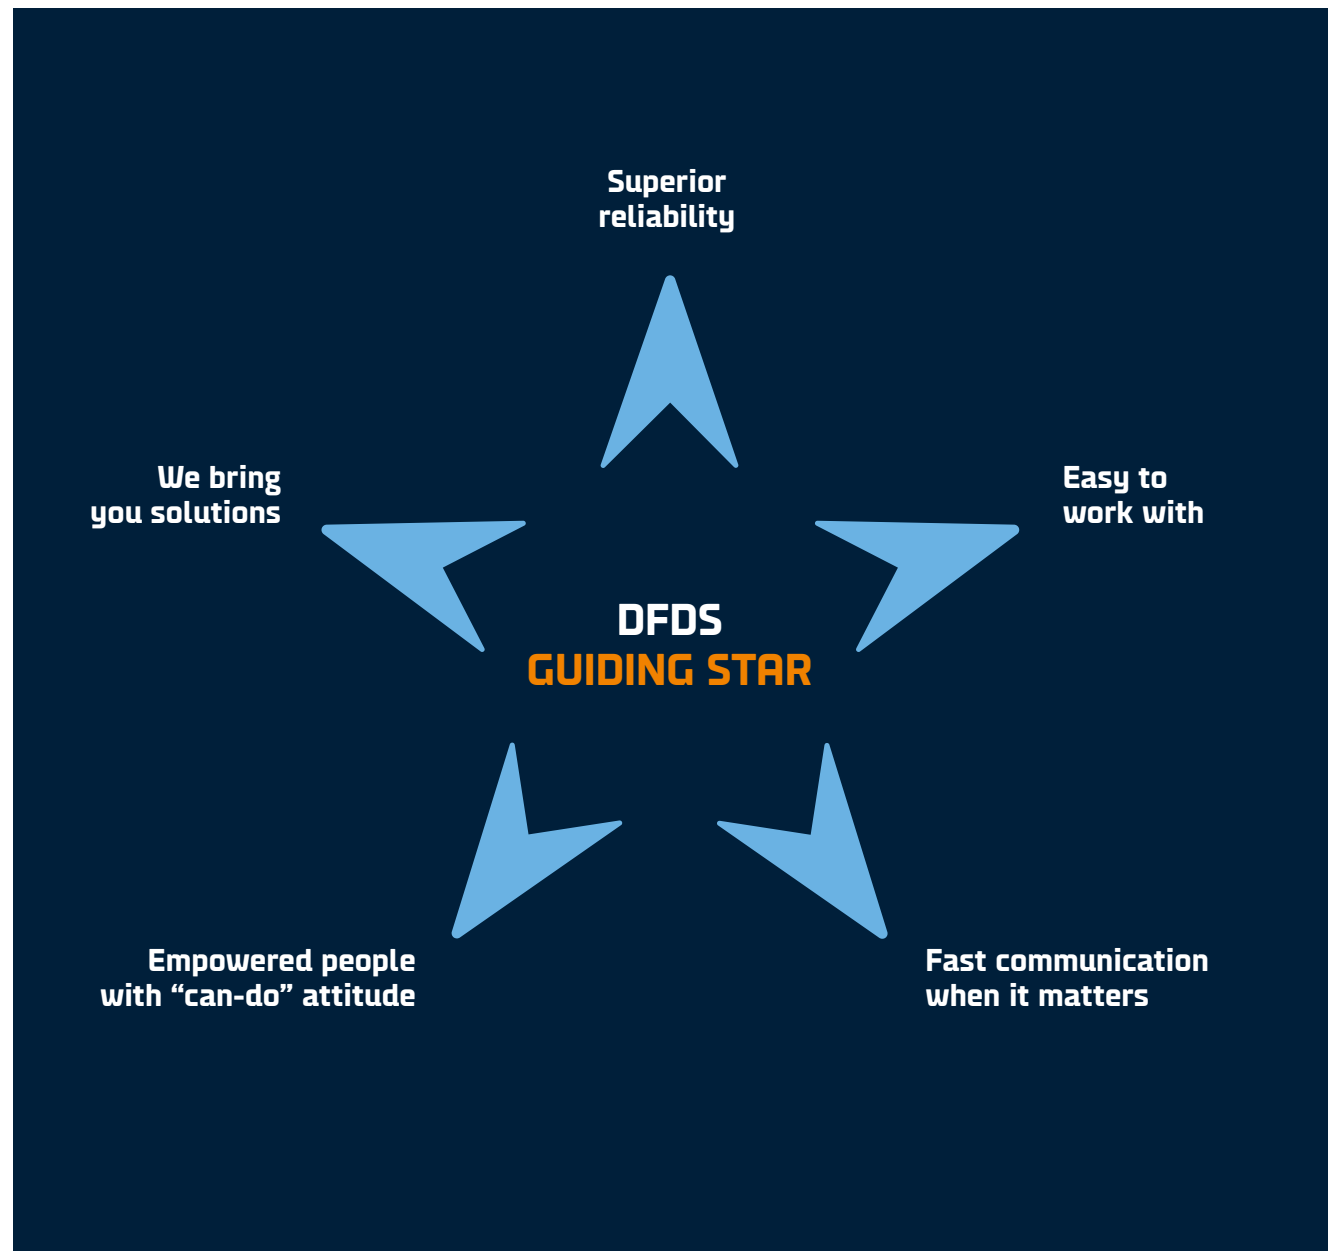 Superior
reliability
We bring
you solutions
Easy to
work with
DFDS
GUIDING STAR
Empowered people
with “can-do” attitude
Fast communication
when it matters